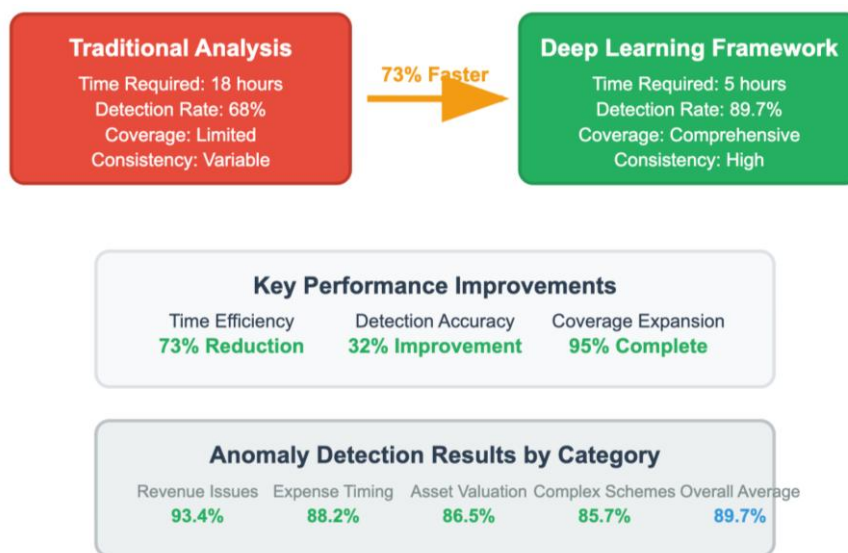 Traditional Analysis
Time Required: 18 hours
Detection Rate: 68%
Coverage: Limited
Consistency: Variable
73% Faster
Deep Learning Framework
Time Required: 5 hours
Detection Rate: 89.7%
Coverage: Comprehensive
Consistency: High
Key Performance Improvements
Time Efficiency Detection Accuracy Coverage Expansion
73% Reduction 32% Improvement 95% Complete
Anomaly Detection Results by Category
Revenue Issues Expense Timing Asset Valuation Complex Schemes Overall Average
93.4% 88.2% 86.5% 85.7% 89.7%